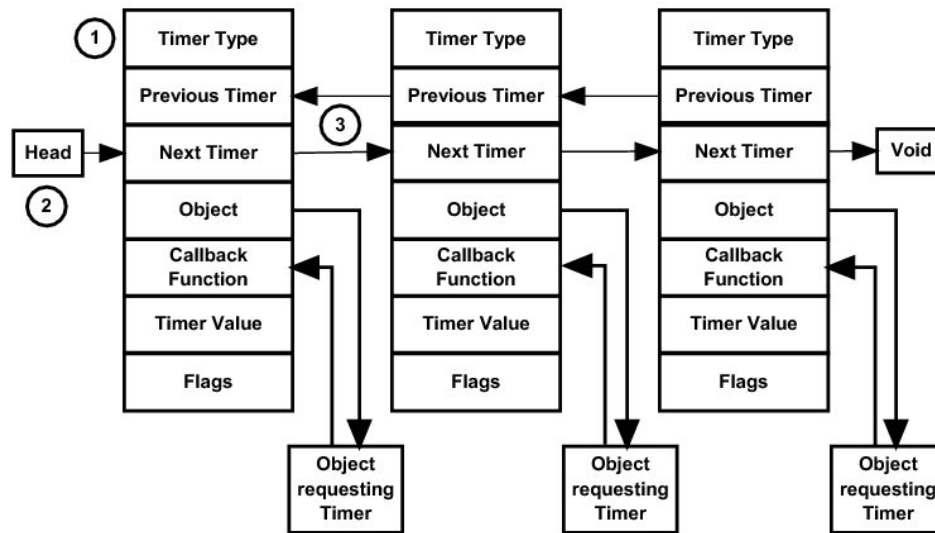 1
Timer Type
Timer Type
Timer Type
Previous Timer
Previous Timer
Previous Timer
3
Head
Next Timer
Next Timer
Next Timer
Void
2
Object
Object
Object
Callback
Function
Callback
Function
Callback
Function
Timer Value
Timer Value
Timer Value
Flags
Flags
Flags
Object
requesting
Timer
Object
requesting
Timer
Object
requesting
Timer